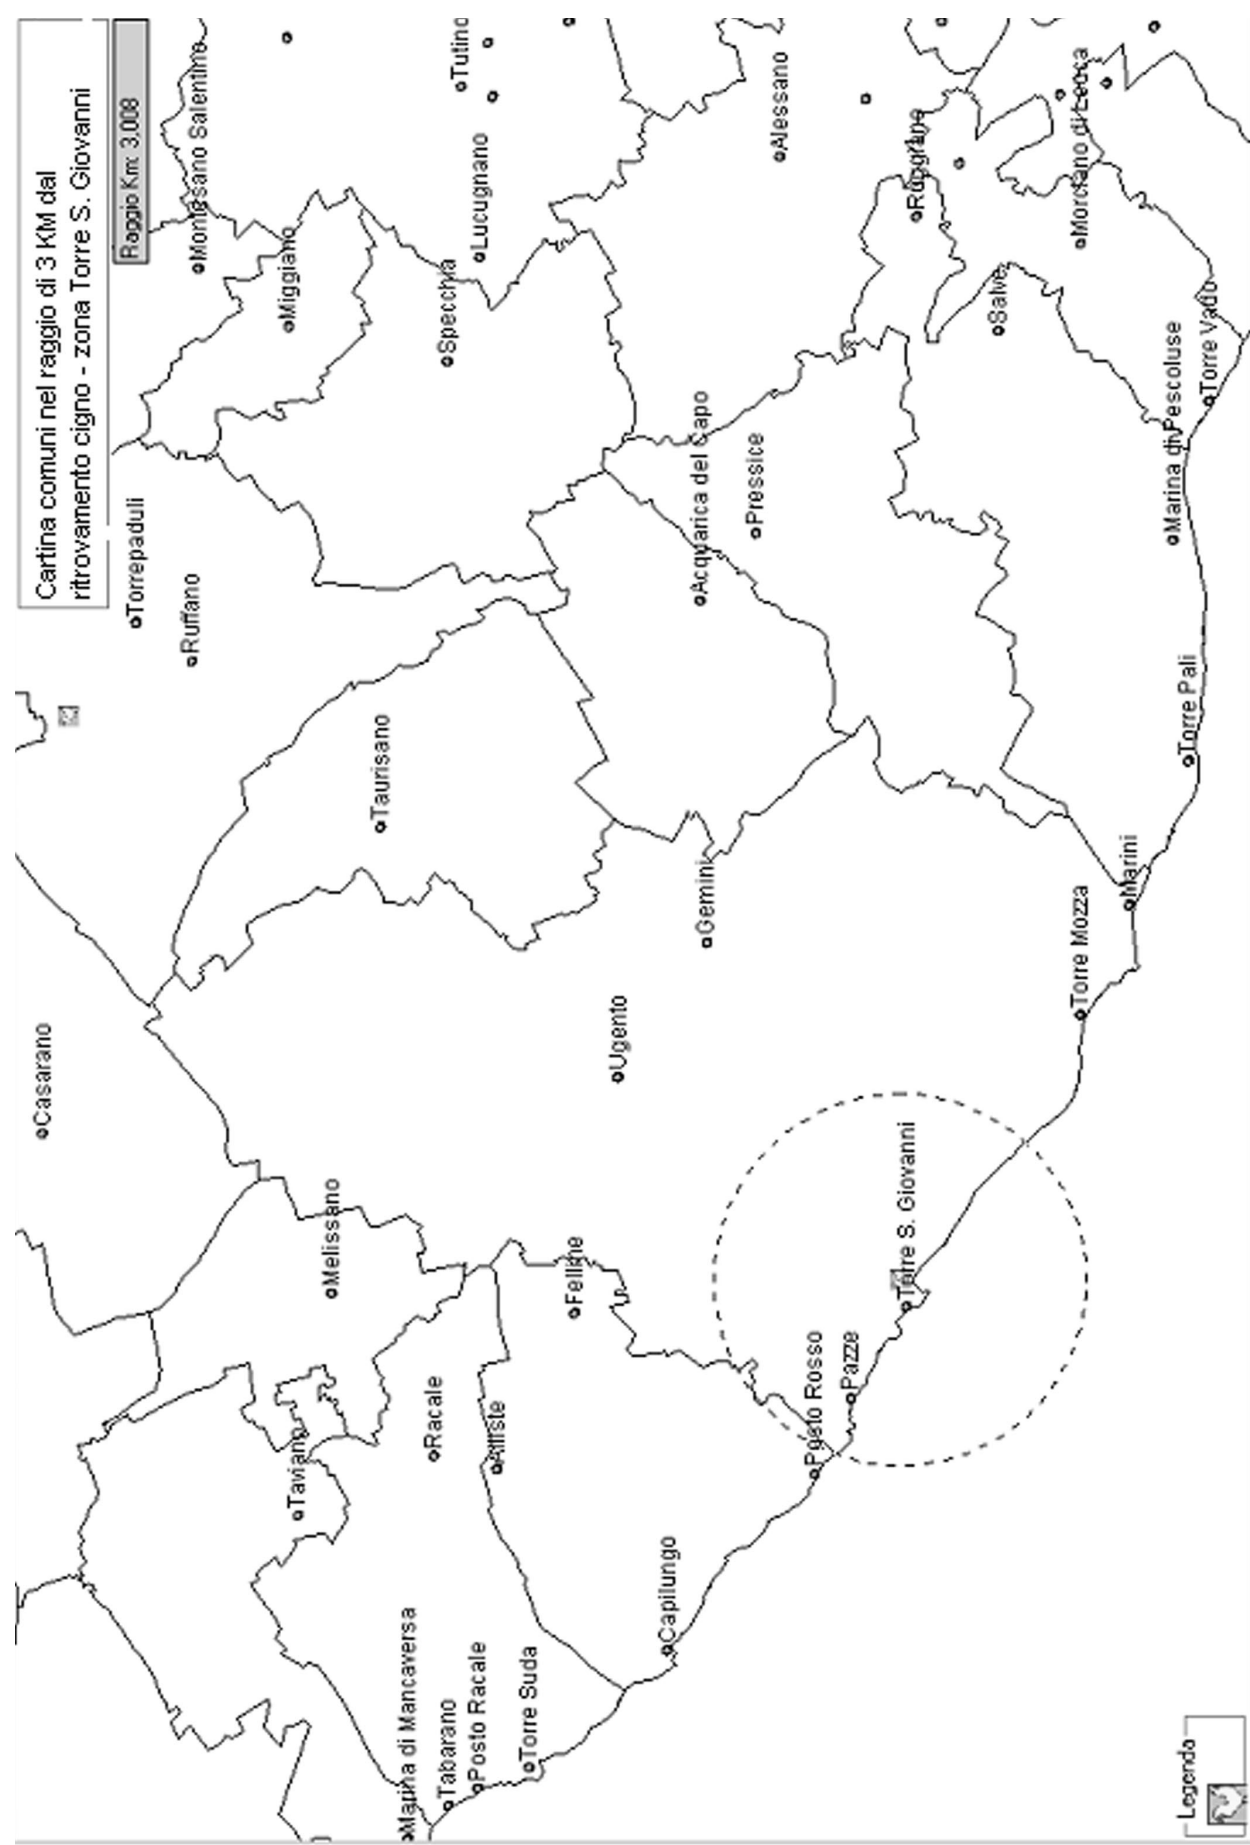 Cartina comuni nel raggio di 3 KM dal
ritrovamento cigno - zona Torre S. Giovanni
Raggio Km: 3,008
Casarano
Torrepaduli
Ruffano
Montesano Salentino
Miggiano
Taviano
Melissano
Taurisano
Marina di Mancaversa
Racale
Specchia
Tabarano
Tutino
Posto Racale
Lucugnano
Alliste
Torre Suda
Felline
Ugento
Capilungo
Acquarica del Capo
Gemini
Pressice
Alessano
Posto Rosso
Pazze
Torre S. Giovanni
Ruggiano
Salve
Torre Mozza
Morciano di Leuca
Marini
Marina di Pescoluse
Torre Pali
Torre Vado
Legenda